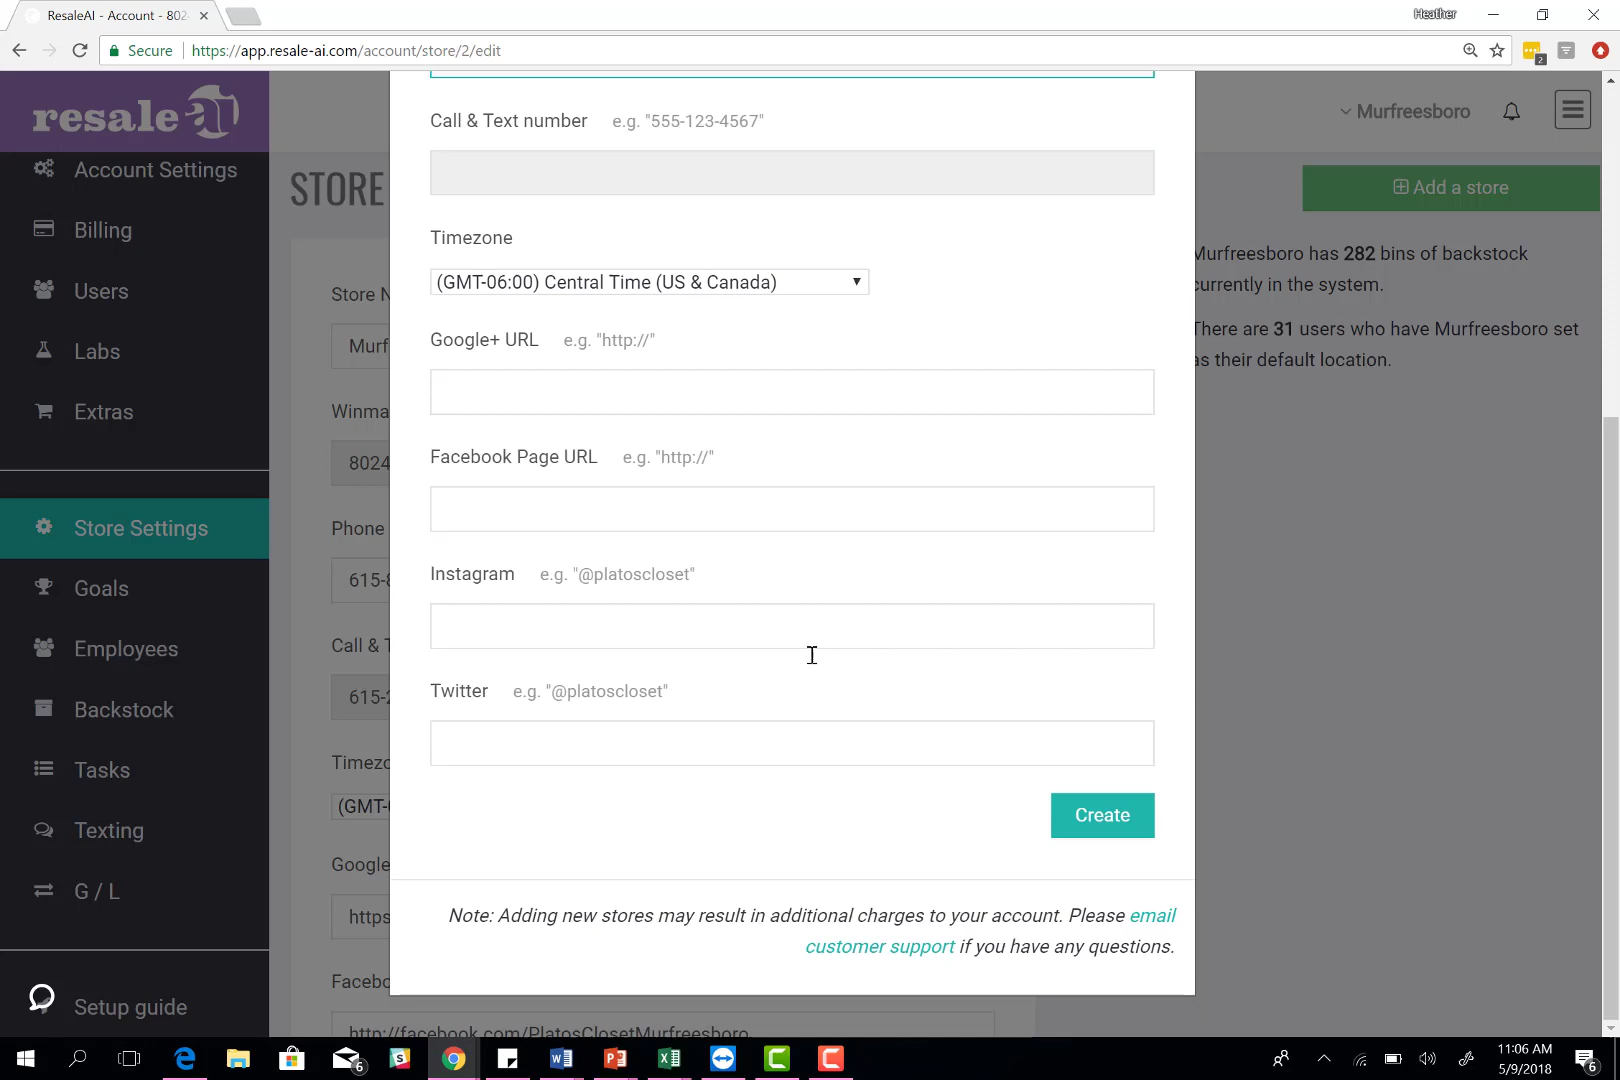 ResaleAI - Account - 802
Heather
Secure
https://app.resale-ai.com/account/store/2/edit
2
resale ai
Murfreesboro
Account Settings
Billing
Users
Labs
Extras
Store Settings
Goals
Employees
Backstock
Tasks
Texting
G / L
Setup guide
STORE
Add a store
Murfreesboro has 282 bins of backstock
currently in the system.
There are 31 users who have Murfreesboro set
as their default location.
Store N
Murf
Winma
8024
Phone
615-8
Call & T
615-2
Timezo
(GMT-
Google
https
Facebo
http://facebook.com/PlatosClosetMurfreesboro
Call & Text number e.g. "555-123-4567"
Timezone
(GMT-06:00) Central Time (US & Canada)
Google+ URL e.g. "http://"
Facebook Page URL e.g. "http://"
Instagram e.g. "@platoscloset"
Twitter e.g. "@platoscloset"
Create
Note: Adding new stores may result in additional charges to your account. Please email
customer support if you have any questions.
6
11:06 AM
5/9/2018
6